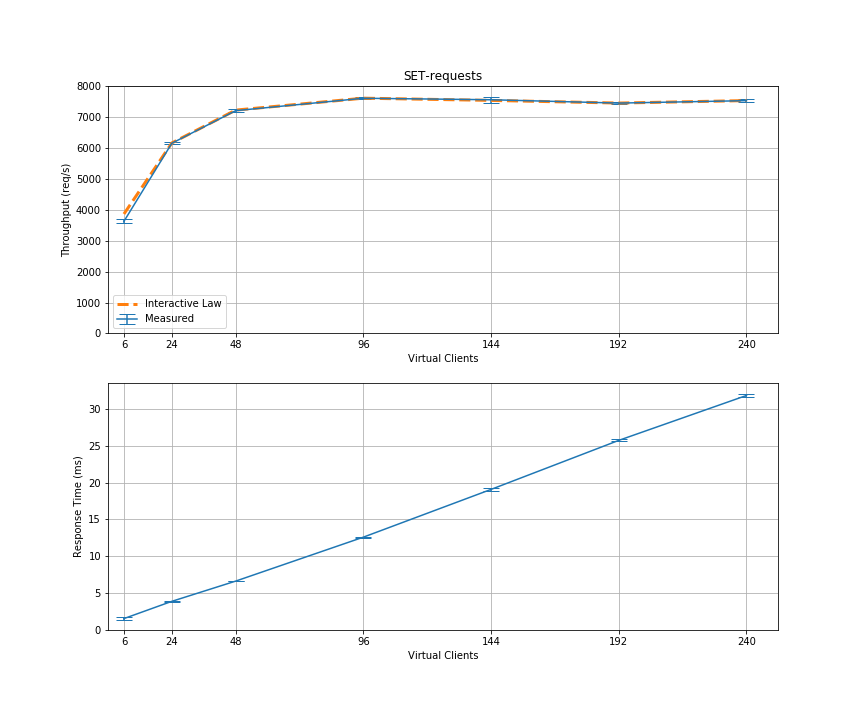 SET-requests
8000
7000
6000
5000
4000
3000
2000
1000
0
Throughput (req/s)
Interactive Law
Measured
6 24 48 96 144 192 240
Virtual Clients
30
25
20
15
10
5
0
Response Time (ms)
6 24 48 96 144 192 240
Virtual Clients